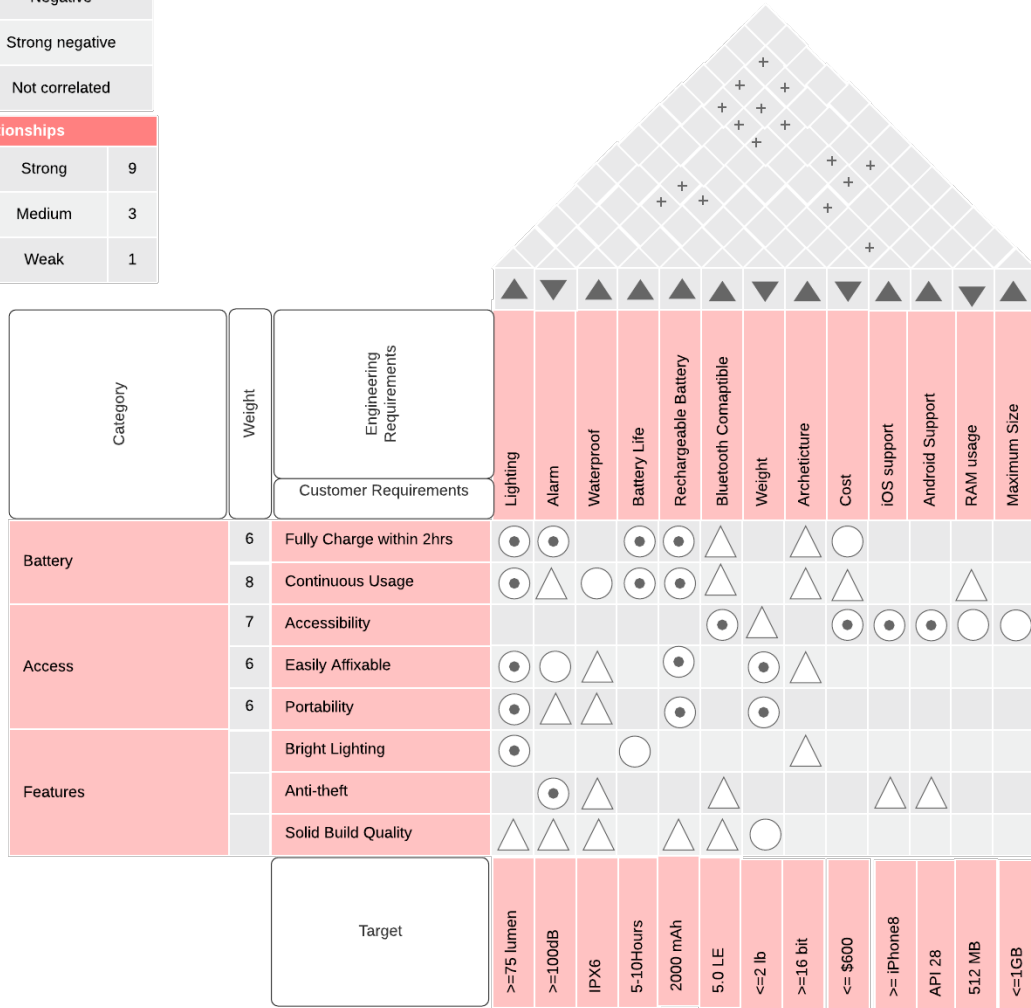 Strong negative
Not correlated
tionships
Strong 9
Medium 3
Weak 1
Category
Weight
Engineering
Requirements
Customer Requirements
Lighting
Alarm
Waterproof
Battery Life
Rechargeable Battery
Bluetooth Comaptible
Weight
Archeticture
Cost
iOS support
Android Support
RAM usage
Maximum Size
Battery
6 Fully Charge within 2hrs
8 Continuous Usage
Access
7 Accessibility
6 Easily Affixable
6 Portability
Features
Bright Lighting
Anti-theft
Solid Build Quality
Target
>=75 lumen
>=100dB
IPX6
5-10Hours
2000 mAh
5.0 LE
<=2 lb
>=16 bit
<= $600
>= iPhone8
API 28
512 MB
<=1GB